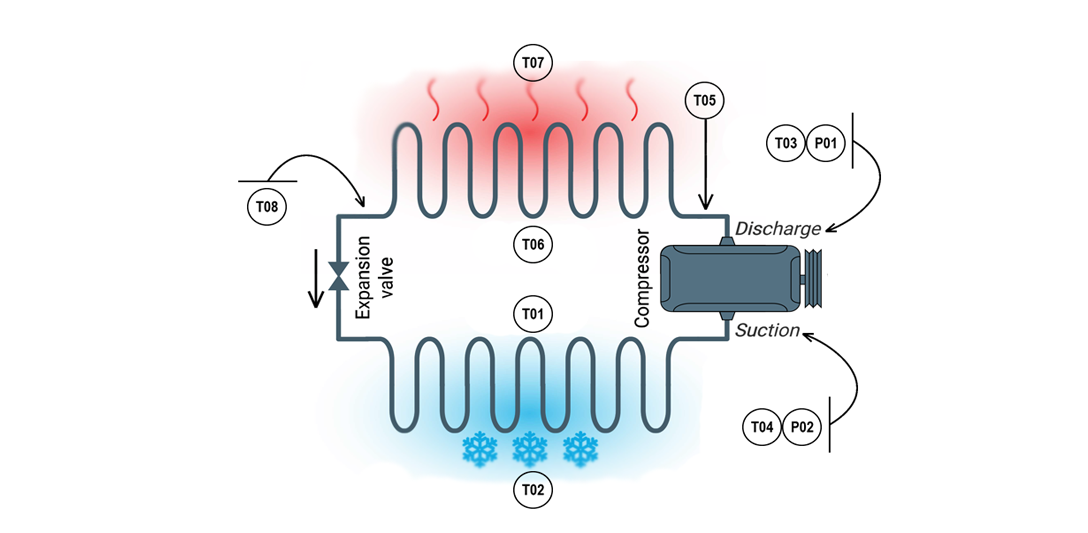 T07
T05
T03 P01
T08
Discharge
T06
Expansion
valve
Compressor
T01
Suction
T04 P02
T02